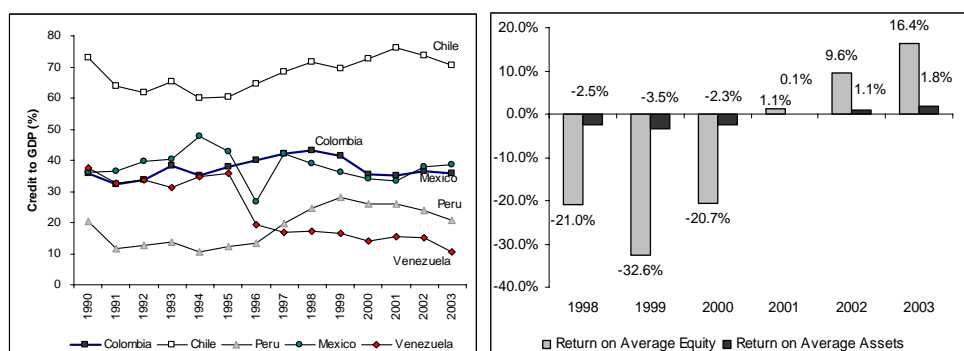 80
70
60
50
40
30
20
10
0
Credit to GDP (%)
Chile
Colombia
Mexico
Peru
Venezuela
1990 1991 1992 1993 1994 1995 1996 1997 1998 1999 2000 2001 2002 2003
Colombia Chile Peru Mexico Venezuela
20.0%
10.0%
0.0%
-10.0%
-20.0%
-30.0%
-40.0%
-2.5% -3.5% -2.3% 0.1% 1.1% 1.8%
-21.0% -32.6% -20.7% 1.1% 9.6% 16.4%
1998 1999 2000 2001 2002 2003
Return on Average Equity Return on Average Assets